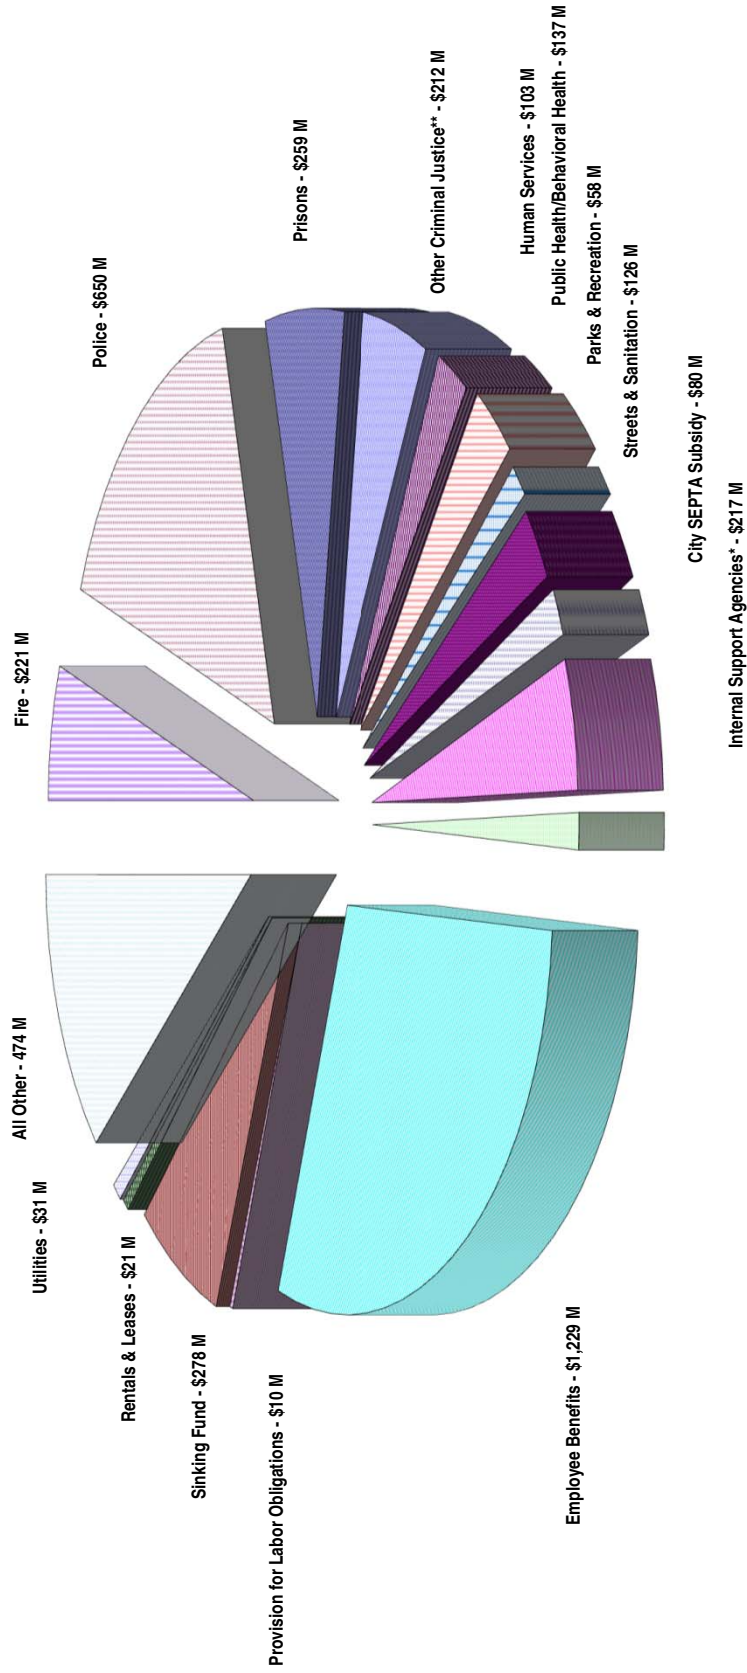 Fire - $221 M
Police - $650 M
Prisons - $259 M
Other Criminal Justice** - $212 M
Human Services - $103 M
Public Health/Behavioral Health - $137 M
Parks & Recreation - $58 M
Streets & Sanitation - $126 M
City SEPTA Subsidy - $80 M
Internal Support Agencies* - $217 M
Employee Benefits - $1,229 M
Provision for Labor Obligations - $10 M
Sinking Fund - $278 M
Rentals & Leases - $21 M
Utilities - $31 M
All Other - 474 M